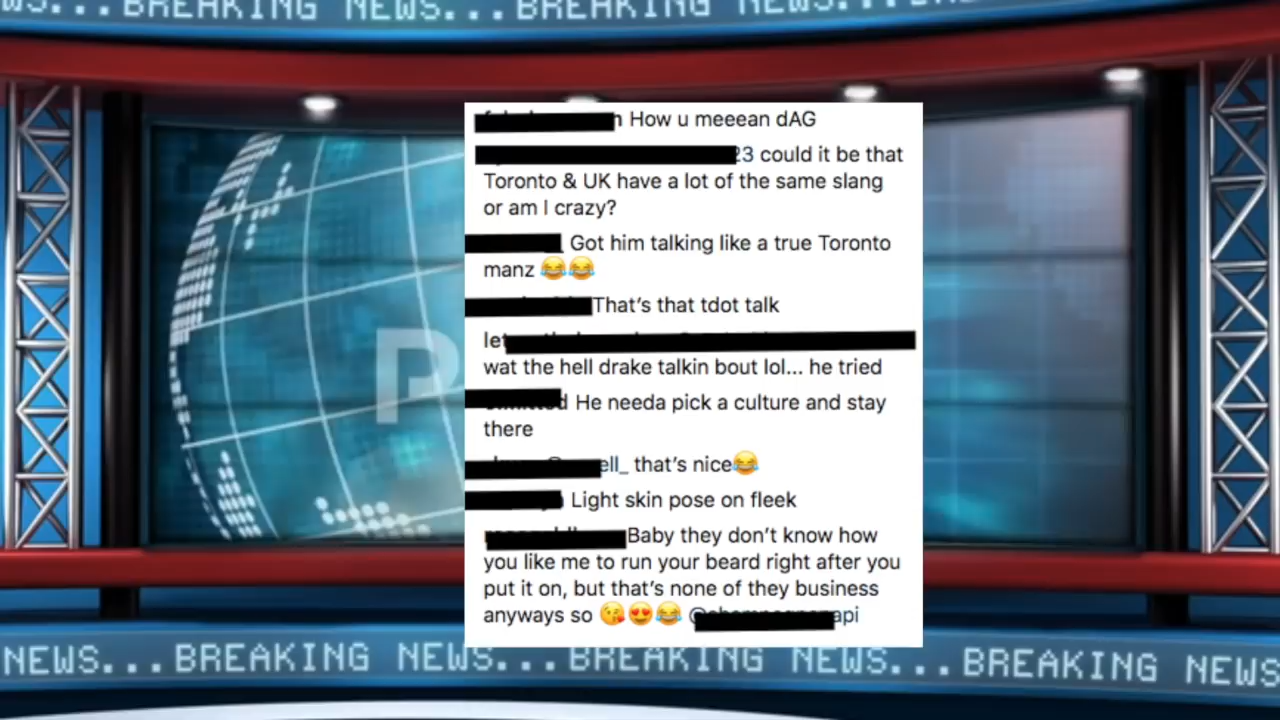 WS...BREAKING NEWS...BREAKING NEWS...
How u meeean dAG
23 could it be that
Toronto & UK have a lot of the same slang
or am I crazy?
Got him talking like a true Toronto
manz 😂😂
That's that tdot talk
let
wat the hell drake talkin bout lol... he tried
He needa pick a culture and stay
there
ell_ that's nice😂
Light skin pose on fleek
Baby they don't know how
you like me to run your beard right after you
put it on, but that's none of they business
anyways so 😘😍😂 @ api
P
NEWS...BREAKING NEWS...BREAKING NEWS...BREAKING NEWS